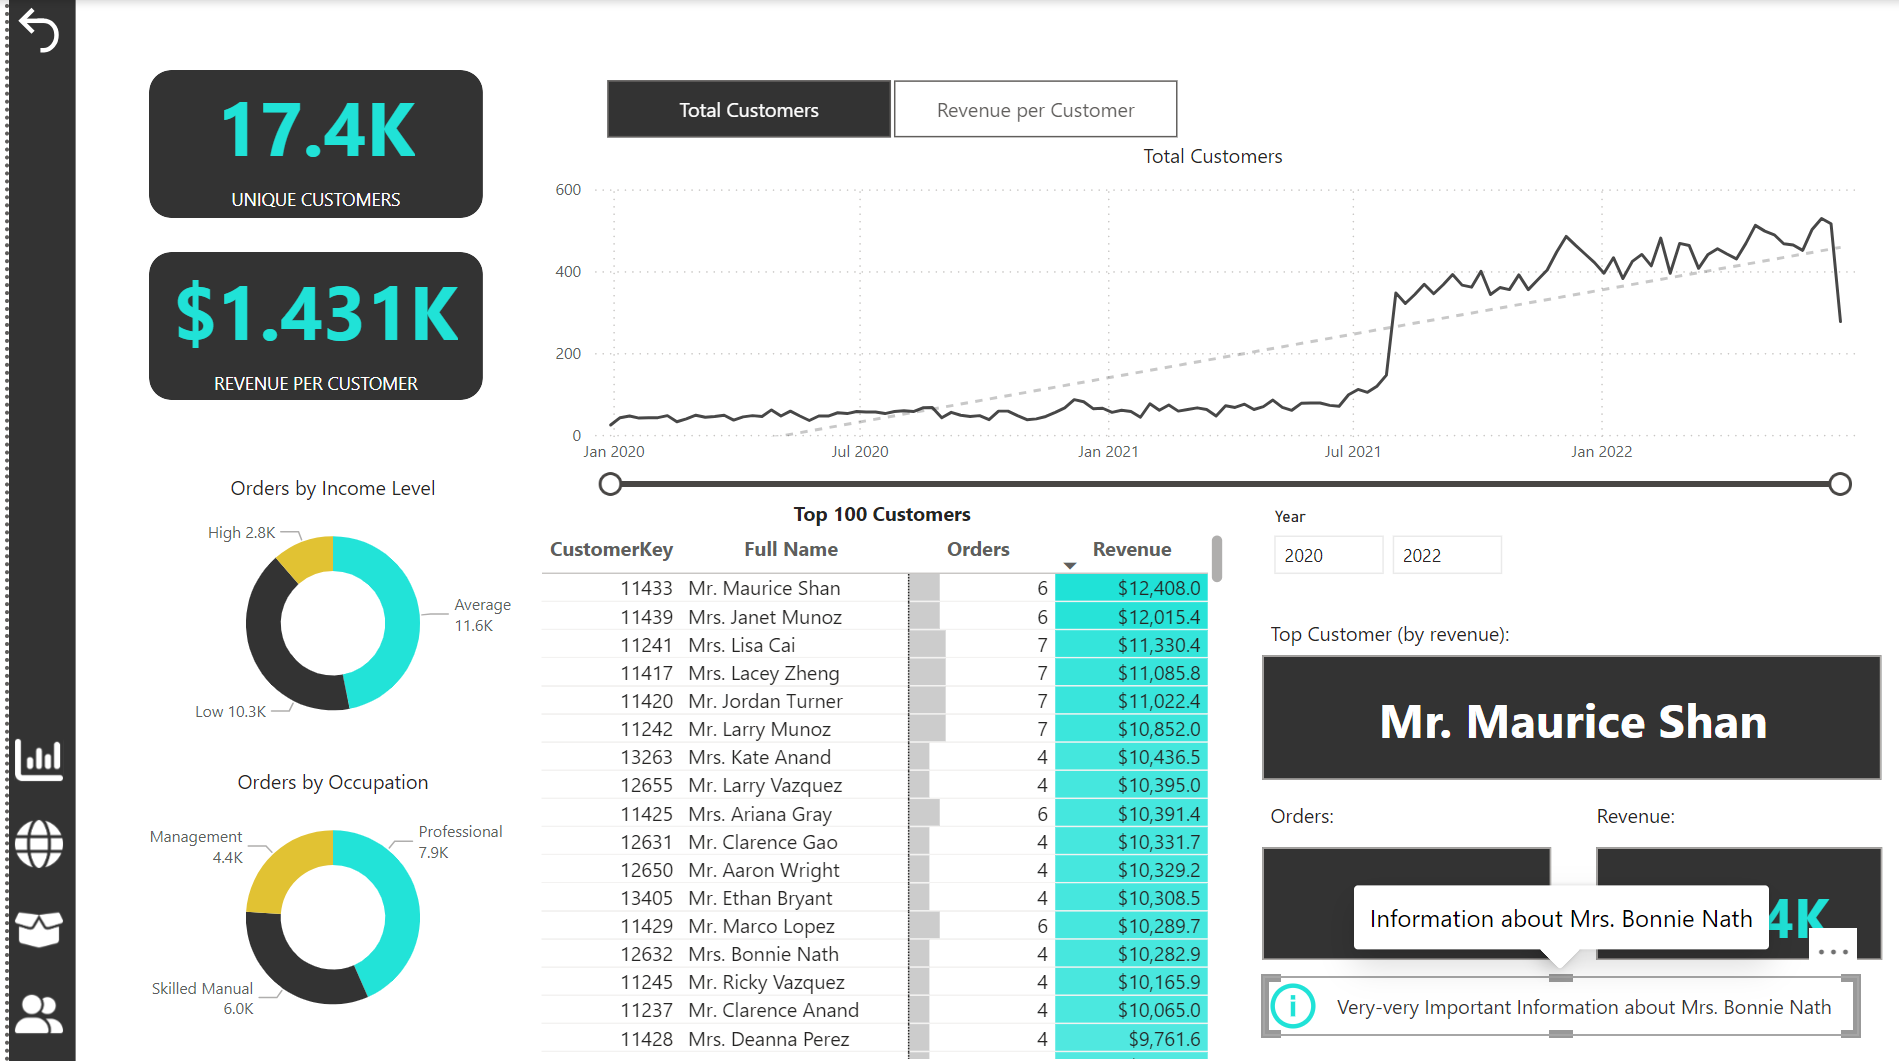 17.4K
UNIQUE CUSTOMERS
$1.431K
REVENUE PER CUSTOMER
Total Customers
Revenue per Customer
Total Customers
600
400
200
0
Jan 2020 Jul 2020 Jan 2021 Jul 2021 Jan 2022
Orders by Income Level
High 2.8K
Average
11.6K
Low 10.3K
Orders by Occupation
Management
4.4K
Professional
7.9K
Skilled Manual
6.0K
Top 100 Customers
CustomerKey Full Name Orders Revenue
11433 Mr. Maurice Shan 6 $12,408.0
11439 Mrs. Janet Munoz 6 $12,015.4
11241 Mrs. Lisa Cai 7 $11,330.4
11417 Mrs. Lacey Zheng 7 $11,085.8
11420 Mr. Jordan Turner 7 $11,022.4
11242 Mr. Larry Munoz 7 $10,852.0
13263 Mrs. Kate Anand 4 $10,436.5
12655 Mr. Larry Vazquez 4 $10,395.0
11425 Mrs. Ariana Gray 6 $10,391.4
12631 Mr. Clarence Gao 4 $10,331.7
12650 Mr. Aaron Wright 4 $10,329.2
13405 Mr. Ethan Bryant 4 $10,308.5
11429 Mr. Marco Lopez 6 $10,289.7
12632 Mrs. Bonnie Nath 4 $10,282.9
11245 Mr. Ricky Vazquez 4 $10,165.9
11237 Mr. Clarence Anand 4 $10,065.0
11428 Mrs. Deanna Perez 4 $9,761.6
Year
2020 2022
Top Customer (by revenue):
Mr. Maurice Shan
Orders:
Revenue:
4K
Information about Mrs. Bonnie Nath
...
Very-very Important Information about Mrs. Bonnie Nath